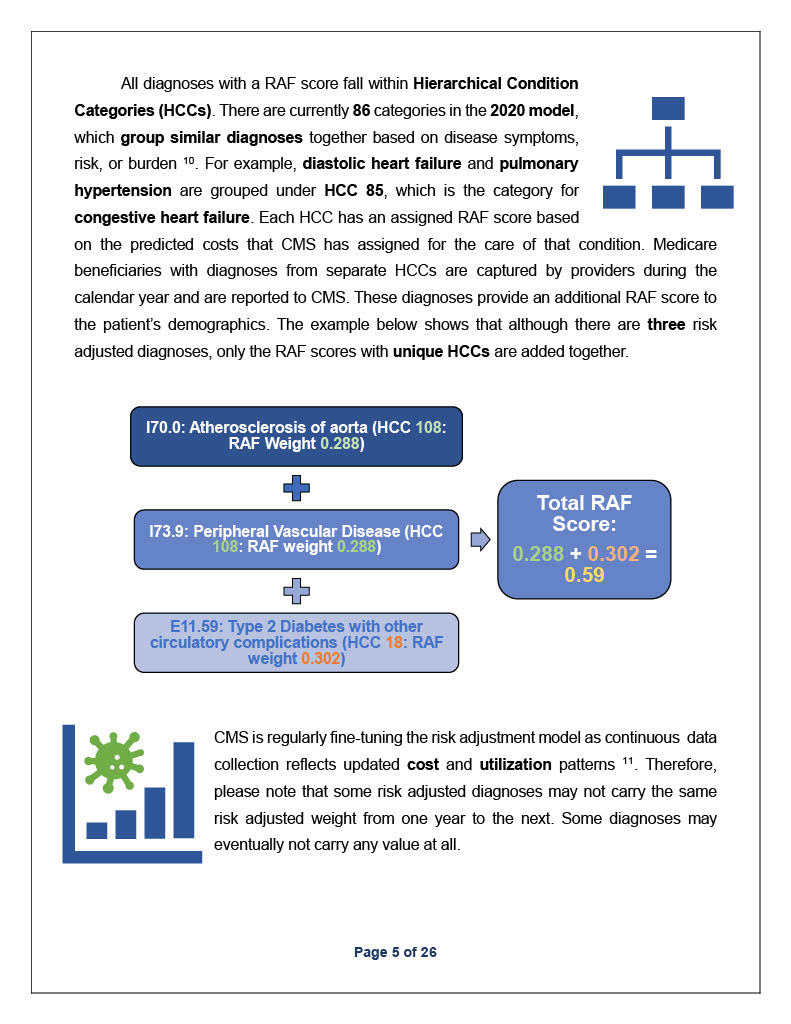 All diagnoses with a RAF score fall within Hierarchical Condition
Categories (HCCs). There are currently 86 categories in the 2020 model,
which group similar diagnoses together based on disease symptoms,
risk, or burden ¹⁰. For example, diastolic heart failure and pulmonary
hypertension are grouped under HCC 85, which is the category for
congestive heart failure. Each HCC has an assigned RAF score based
on the predicted costs that CMS has assigned for the care of that condition. Medicare
beneficiaries with diagnoses from separate HCCs are captured by providers during the
calendar year and are reported to CMS. These diagnoses provide an additional RAF score to
the patient’s demographics. The example below shows that although there are three risk
adjusted diagnoses, only the RAF scores with unique HCCs are added together.
I70.0: Atherosclerosis of aorta (HCC 108:
RAF Weight 0.288)
I73.9: Peripheral Vascular Disease (HCC
108: RAF weight 0.288)
E11.59: Type 2 Diabetes with other
circulatory complications (HCC 18: RAF
weight 0.302)
Total RAF
Score:
0.288 + 0.302 =
0.59
CMS is regularly fine-tuning the risk adjustment model as continuous data
collection reflects updated cost and utilization patterns ¹¹. Therefore,
please note that some risk adjusted diagnoses may not carry the same
risk adjusted weight from one year to the next. Some diagnoses may
eventually not carry any value at all.
Page 5 of 26